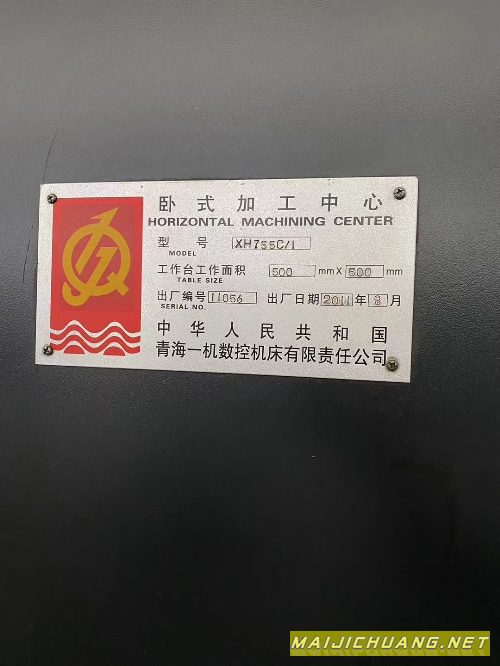 卧式加工中心
HORIZONTAL MACHINING CENTER
型号 XH755C/1
MODEL
工作台工作面积 500 mm X 500 mm
TABLE SIZE
出厂编号 11056 出厂日期 2011 年 8 月
SERIAL NO.
中华人民共和国
青海一机数控机床有限责任公司
MAIJICHUANG.NET